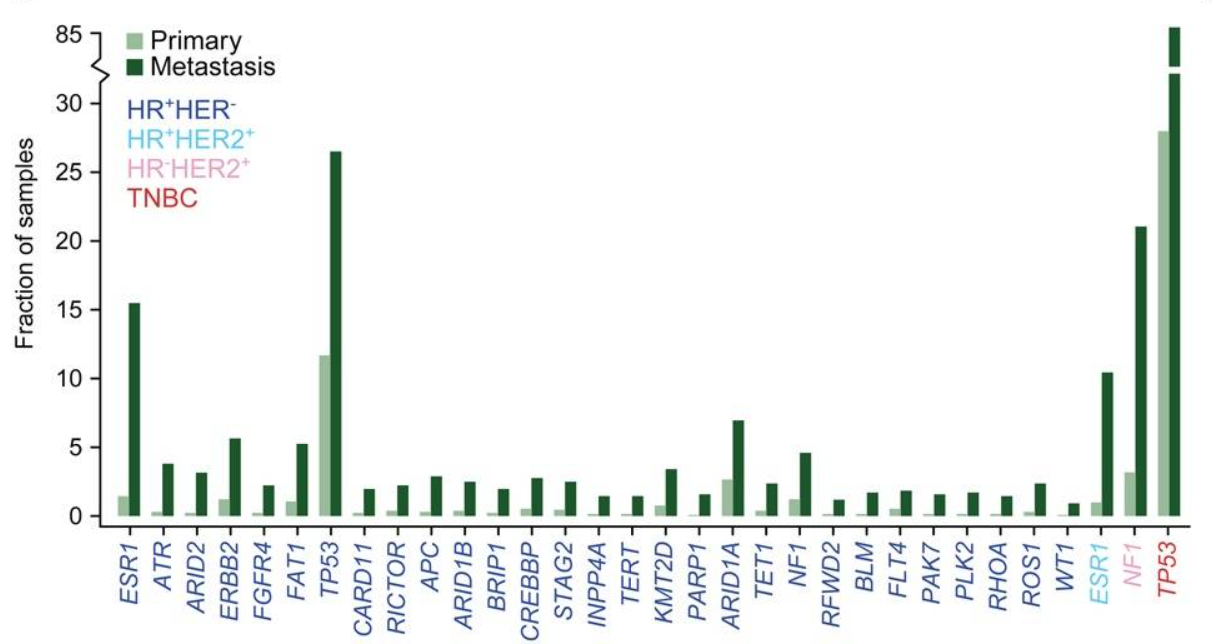 85
Primary
Metastasis
30
HR⁺HER⁻
HR⁺HER2⁺
HR⁻HER2⁺
TNBC
25
20
15
10
5
0
Fraction of samples
ESR1
ATR
ARID2
ERBB2
FGFR4
FAT1
TP53
CARD11
RICTOR
APC
ARID1B
BRIP1
CREBBP
STAG2
INPP4A
TERT
KMT2D
PARP1
ARID1A
TET1
NF1
RFWD2
BLM
FLT4
PAK7
PLK2
RHOA
ROS1
WT1
ESR1
NF1
TP53